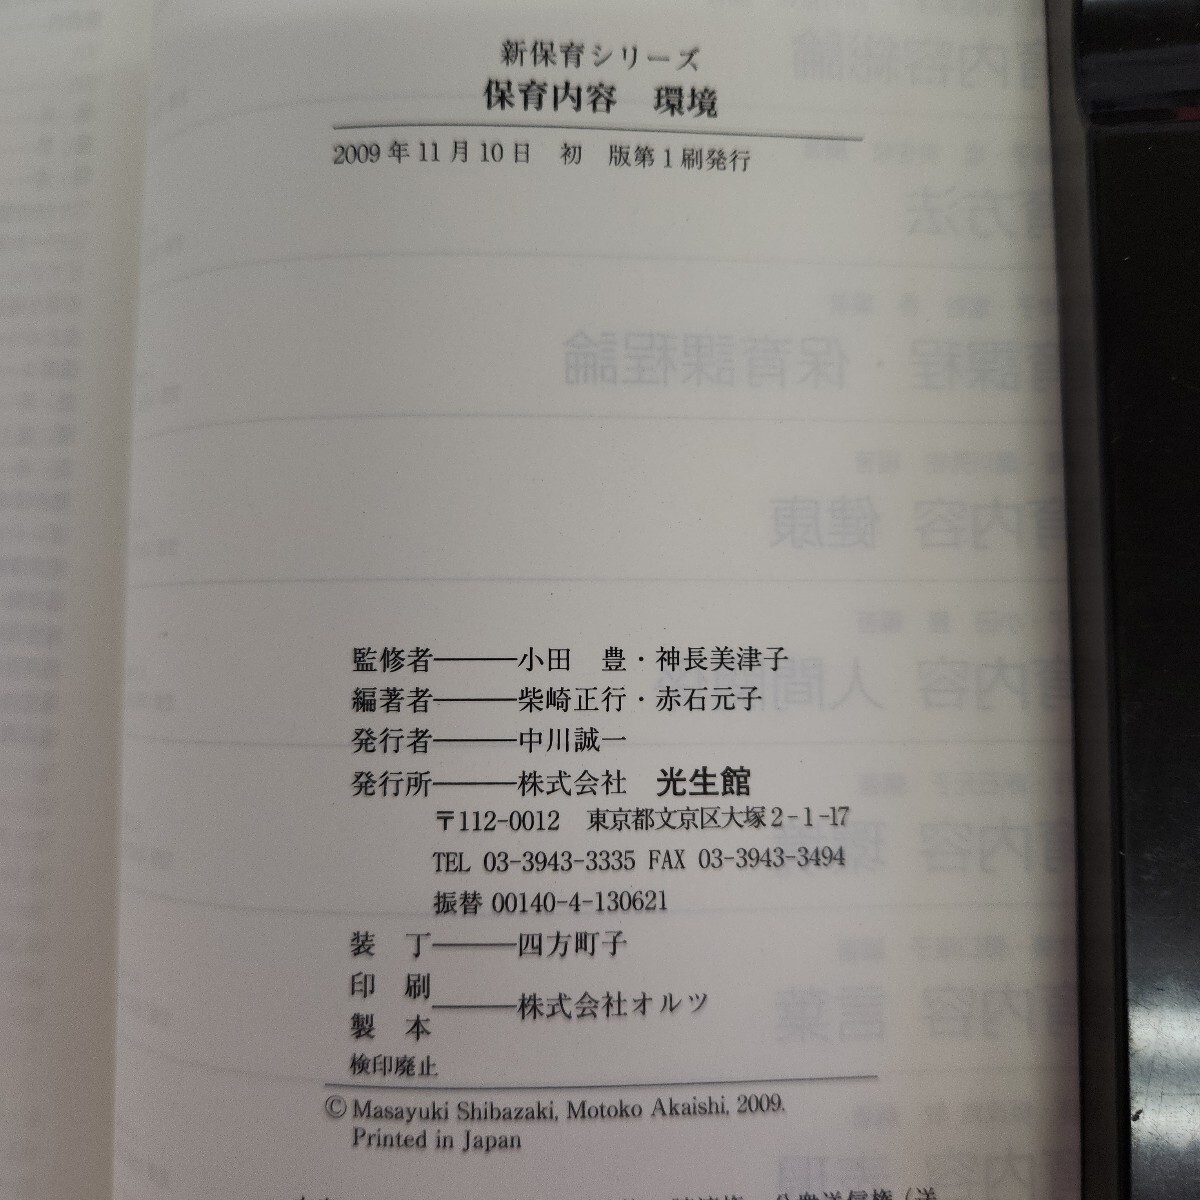 新保育シリーズ
保育内容　環境
2009年11月10日　初　版第1刷発行
監修者――小田　豊・神長美津子
編著者――柴崎正行・赤石元子
発行者――中川誠一
発行所――株式会社　光生館
〒112-0012　東京都文京区大塚2-1-17
TEL 03-3943-3335 FAX 03-3943-3494
振替 00140-4-130621
装　丁――四方町子
印　刷
製　本――株式会社オルツ
検印廃止
© Masayuki Shibazaki, Motoko Akaishi, 2009.
Printed in Japan